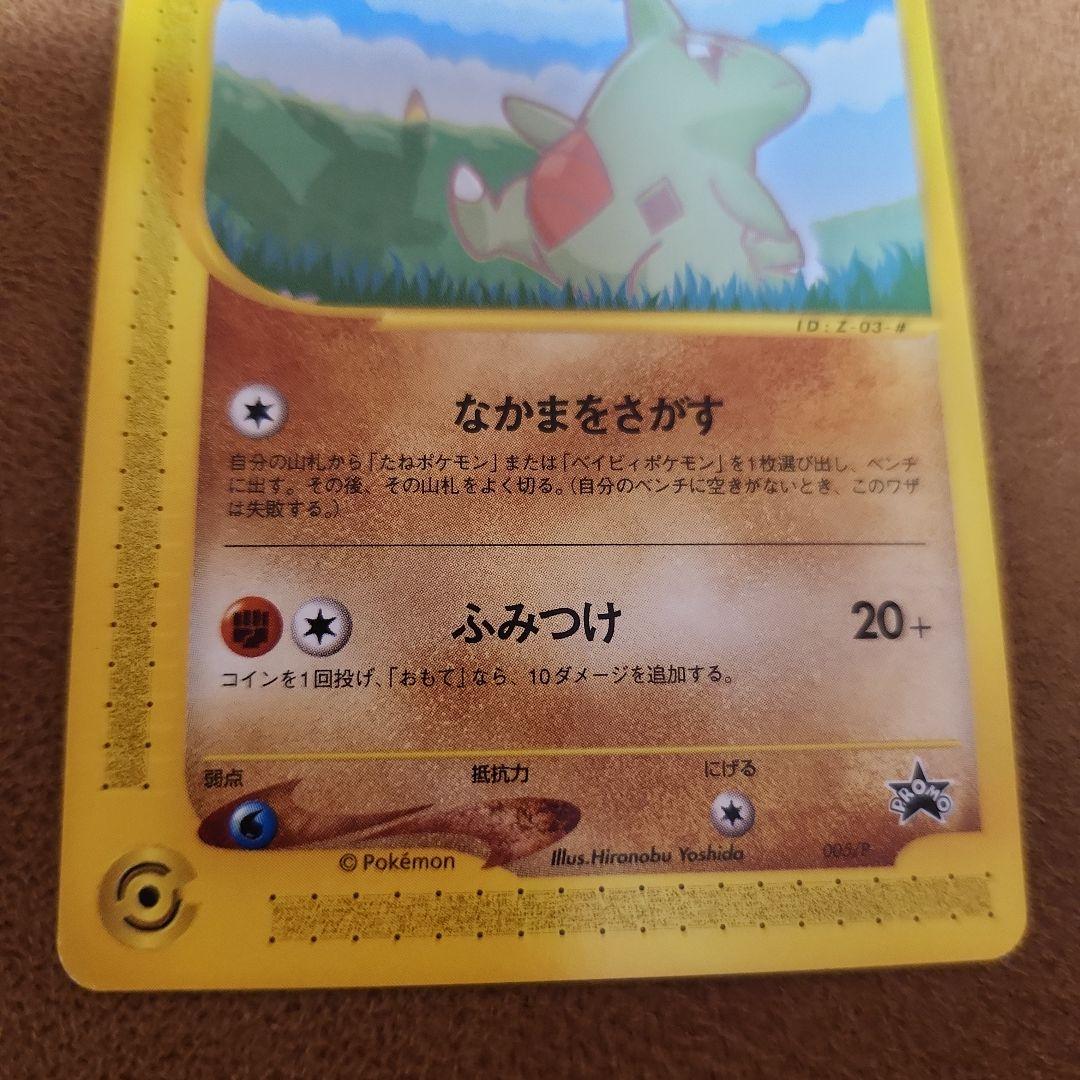 ID:Z-03-#
なかまをさがす
自分の山札から「たねポケモン」または「ベイビィポケモン」を1枚選び出し、ベンチ
に出す。その後、その山札をよく切る。(自分のベンチに空きがないとき、このワザ
は失敗する。)
ふみつけ 20+
コインを1回投げ、「おもて」なら、10ダメージを追加する。
弱点 抵抗力 にげる
PROMO
©Pokémon Illus.Hironobu Yoshida 005/P